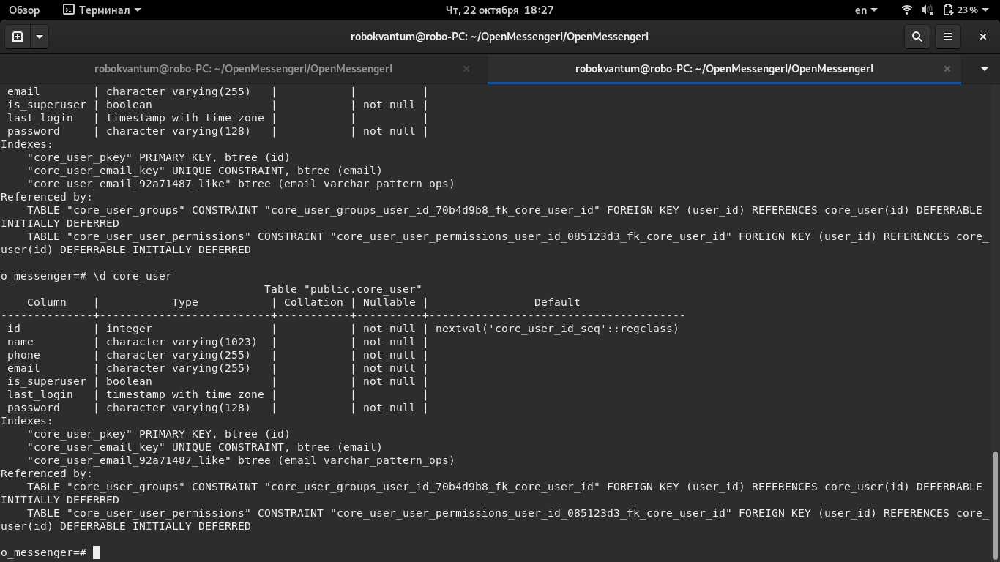 Обзор Терминал Чт, 22 октября 18:27 en 23 %
robokvantum@robo-PC: ~/OpenMessengerI/OpenMessengerI
robokvantum@robo-PC: ~/OpenMessengerI/OpenMessengerI × robokvantum@robo-PC: ~/OpenMessengerI/OpenMessengerI ×
 email        | character varying(255)   |           |          |
 is_superuser | boolean                  |           | not null |
 last_login   | timestamp with time zone |           |          |
 password     | character varying(128)   |           | not null |
Indexes:
    "core_user_pkey" PRIMARY KEY, btree (id)
    "core_user_email_key" UNIQUE CONSTRAINT, btree (email)
    "core_user_email_92a71487_like" btree (email varchar_pattern_ops)
Referenced by:
    TABLE "core_user_groups" CONSTRAINT "core_user_groups_user_id_70b4d9b8_fk_core_user_id" FOREIGN KEY (user_id) REFERENCES core_user(id) DEFERRABLE
INITIALLY DEFERRED
    TABLE "core_user_user_permissions" CONSTRAINT "core_user_user_permissions_user_id_085123d3_fk_core_user_id" FOREIGN KEY (user_id) REFERENCES core_
user(id) DEFERRABLE INITIALLY DEFERRED
o_messenger=# \d core_user
                                        Table "public.core_user"
    Column    |           Type           | Collation | Nullable |                Default
--------------+--------------------------+-----------+----------+---------------------------------------
 id           | integer                  |           | not null | nextval('core_user_id_seq'::regclass)
 name         | character varying(1023)  |           | not null |
 phone        | character varying(255)   |           | not null |
 email        | character varying(255)   |           | not null |
 is_superuser | boolean                  |           | not null |
 last_login   | timestamp with time zone |           |          |
 password     | character varying(128)   |           | not null |
Indexes:
    "core_user_pkey" PRIMARY KEY, btree (id)
    "core_user_email_key" UNIQUE CONSTRAINT, btree (email)
    "core_user_email_92a71487_like" btree (email varchar_pattern_ops)
Referenced by:
    TABLE "core_user_groups" CONSTRAINT "core_user_groups_user_id_70b4d9b8_fk_core_user_id" FOREIGN KEY (user_id) REFERENCES core_user(id) DEFERRABLE
INITIALLY DEFERRED
    TABLE "core_user_user_permissions" CONSTRAINT "core_user_user_permissions_user_id_085123d3_fk_core_user_id" FOREIGN KEY (user_id) REFERENCES core_
user(id) DEFERRABLE INITIALLY DEFERRED
o_messenger=#